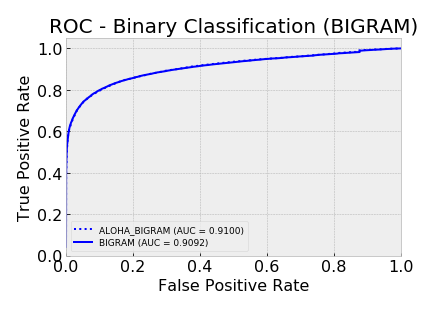 ROC - Binary Classification (BIGRAM)
True Positive Rate
1.0
0.8
0.6
0.4
0.2
0.0
ALOHA_BIGRAM (AUC = 0.9100)
BIGRAM (AUC = 0.9092)
0.0 0.2 0.4 0.6 0.8 1.0
False Positive Rate